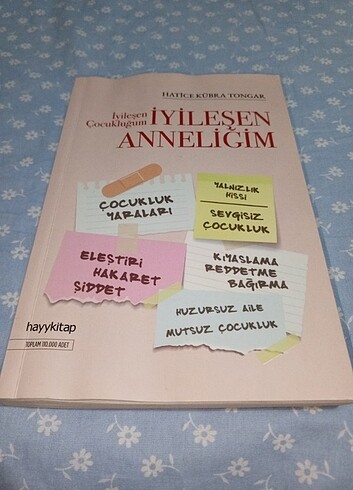 HATİCE KÜBRA TONGAR
İyileşen
Çocukluğum
İYİLEŞEN
ANNELİĞİM
ÇOCUKLUK
YARALARI
YALNIZLIK
HİSSİ
SEVGİSİZ
ÇOCUKLUK
ELEŞTİRİ
HAKARET
ŞİDDET
KIYASLAMA
REDDETME
BAĞIRMA
HUZURSUZ AİLE
MUTSUZ ÇOCUKLUK
hayykitap
TOPLAM 110.000 ADET